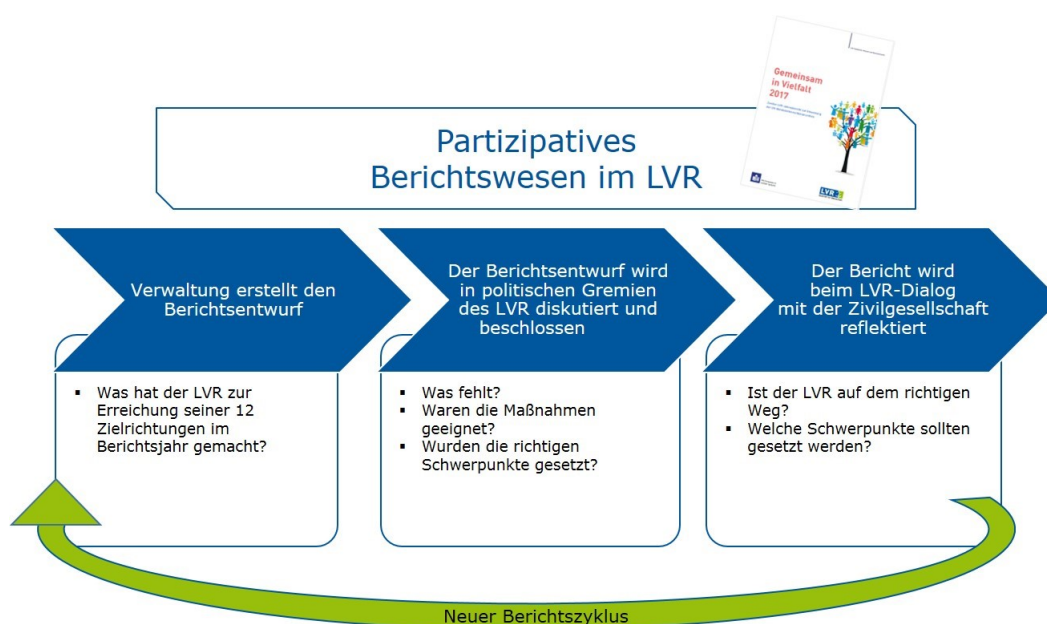 Gemeinsam
in Vielfalt
2017
LVR
Partizipatives
Berichtswesen im LVR
Verwaltung erstellt den
Berichtsentwurf
Der Berichtsentwurf wird
in politischen Gremien
des LVR diskutiert und
beschlossen
Der Bericht wird
beim LVR-Dialog
mit der Zivilgesellschaft
reflektiert
▪ Was hat der LVR zur
Erreichung seiner 12
Zielrichtungen im
Berichtsjahr gemacht?
▪ Was fehlt?
▪ Waren die Maßnahmen
geeignet?
▪ Wurden die richtigen
Schwerpunkte gesetzt?
▪ Ist der LVR auf dem richtigen
Weg?
▪ Welche Schwerpunkte sollten
gesetzt werden?
Neuer Berichtszyklus